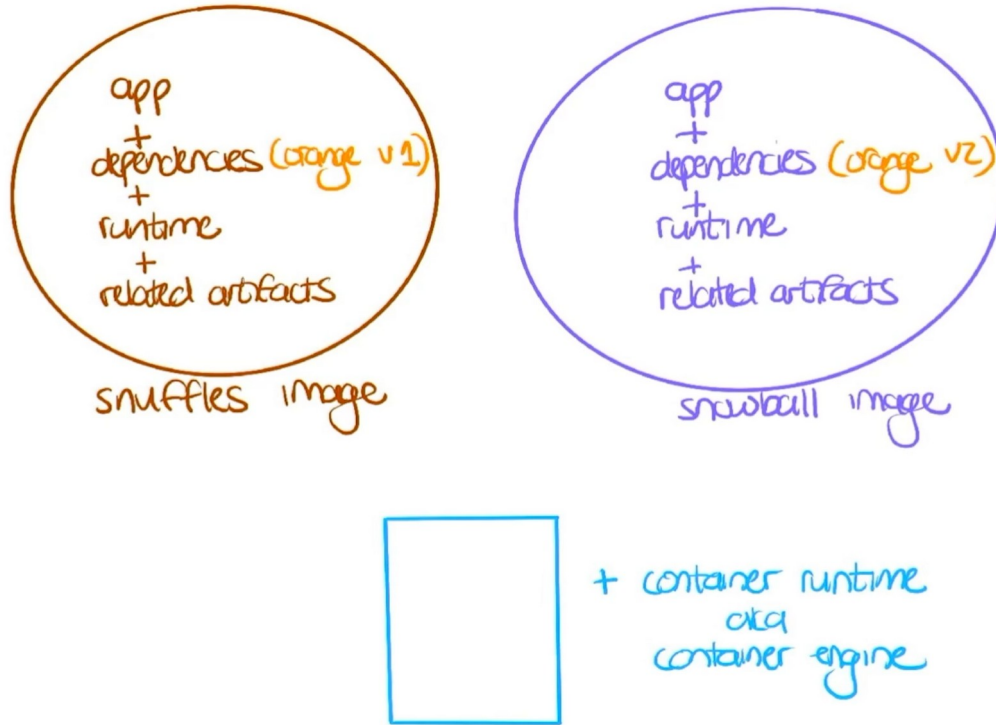 app
+
dependencies (orange v1)
+
runtime
+
related artifacts
snuffles image
app
+
dependencies (orange v2)
+
runtime
+
related artifacts
snowball image
+ container runtime
aka
container engine